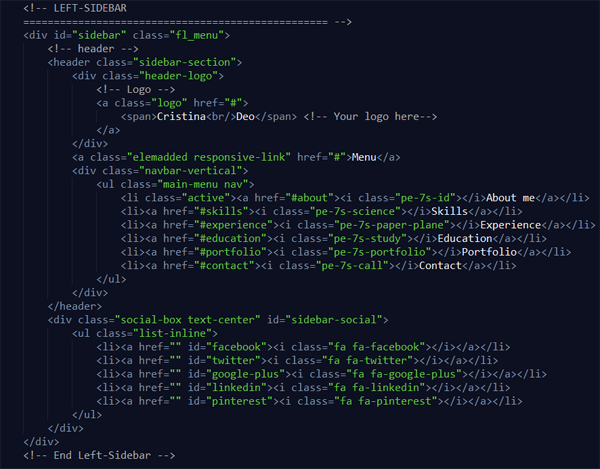 <!-- LEFT-SIDEBAR
================================================== -->
<div id="sidebar" class="fl_menu">
<!-- header -->
<header class="sidebar-section">
<div class="header-logo">
<!-- Logo -->
<a class="logo" href="#">
<span>Cristina<br/>Deo</span> <!-- Your logo here-->
</a>
</div>
<a class="elemadded responsive-link" href="#">Menu</a>
<div class="navbar-vertical">
<ul class="main-menu nav">
<li class="active"><a href="#about"><i class="pe-7s-id"></i>About me</a></li>
<li><a href="#skills"><i class="pe-7s-science"></i>Skills</a></li>
<li><a href="#experience"><i class="pe-7s-paper-plane"></i>Experience</a></li>
<li><a href="#education"><i class="pe-7s-study"></i>Education</a></li>
<li><a href="#portfolio"><i class="pe-7s-portfolio"></i>Portfolio</a></li>
<li><a href="#contact"><i class="pe-7s-call"></i>Contact</a></li>
</ul>
</div>
</header>
<div class="social-box text-center" id="sidebar-social">
<ul class="list-inline">
<li><a href="" id="facebook"><i class="fa fa-facebook"></i></a></li>
<li><a href="" id="twitter"><i class="fa fa-twitter"></i></a></li>
<li><a href="" id="google-plus"><i class="fa fa-google-plus"></i></a></li>
<li><a href="" id="linkedin"><i class="fa fa-linkedin"></i></a></li>
<li><a href="" id="pinterest"><i class="fa fa-pinterest"></i></a></li>
</ul>
</div>
</div>
<!-- End Left-Sidebar -->